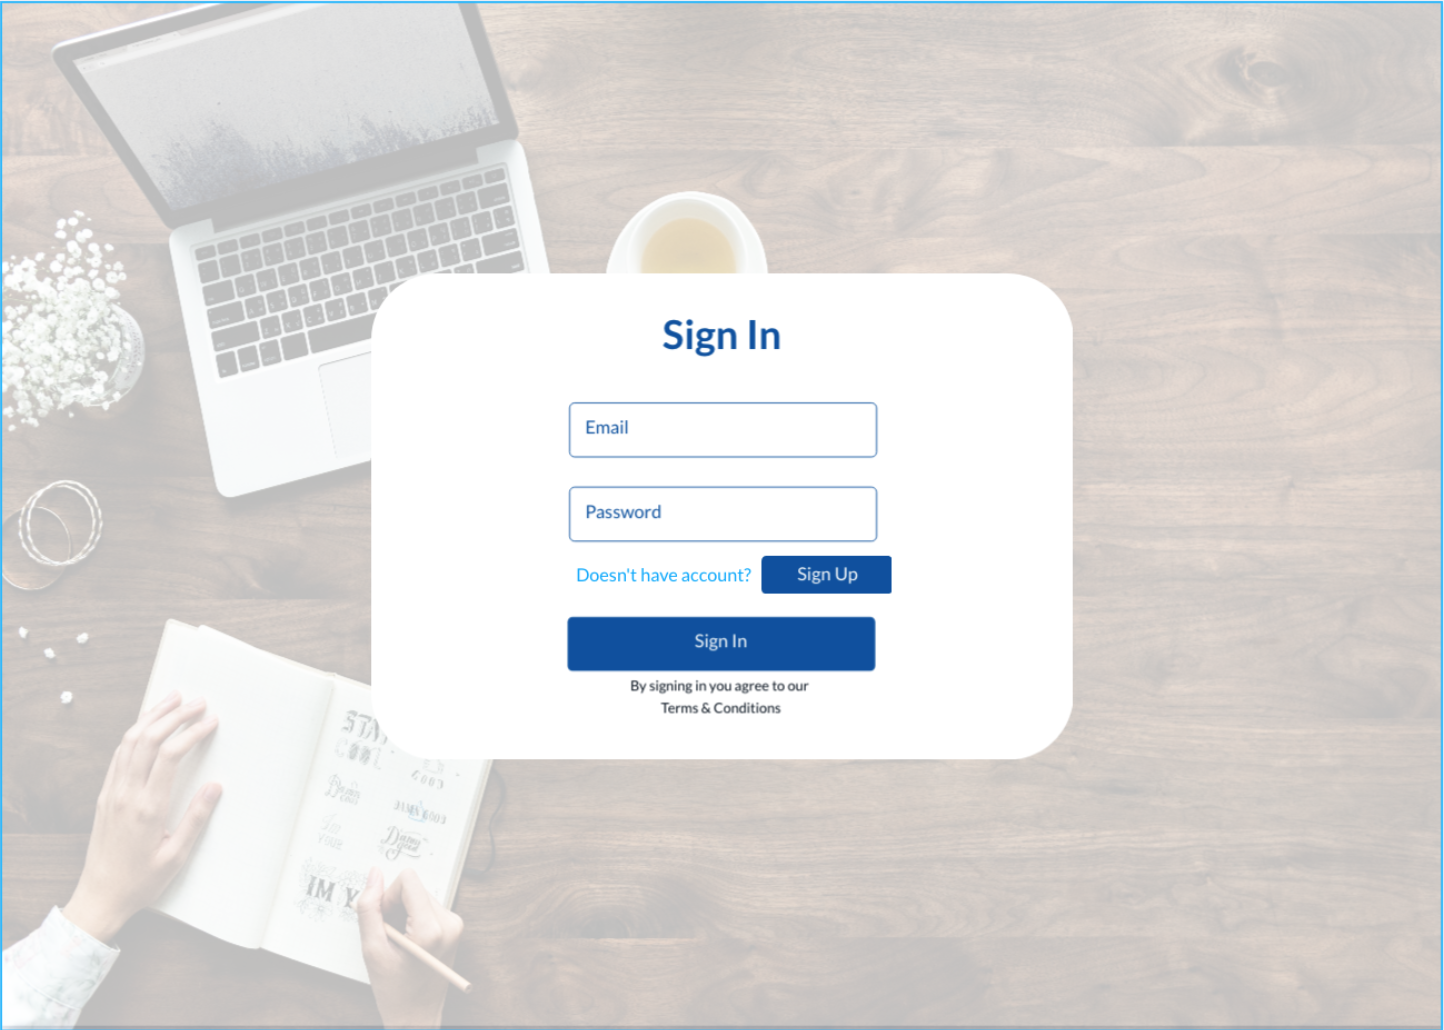 Sign In
Email
Password
Doesn't have account? Sign Up
Sign In
By signing in you agree to our
Terms & Conditions
IM Y